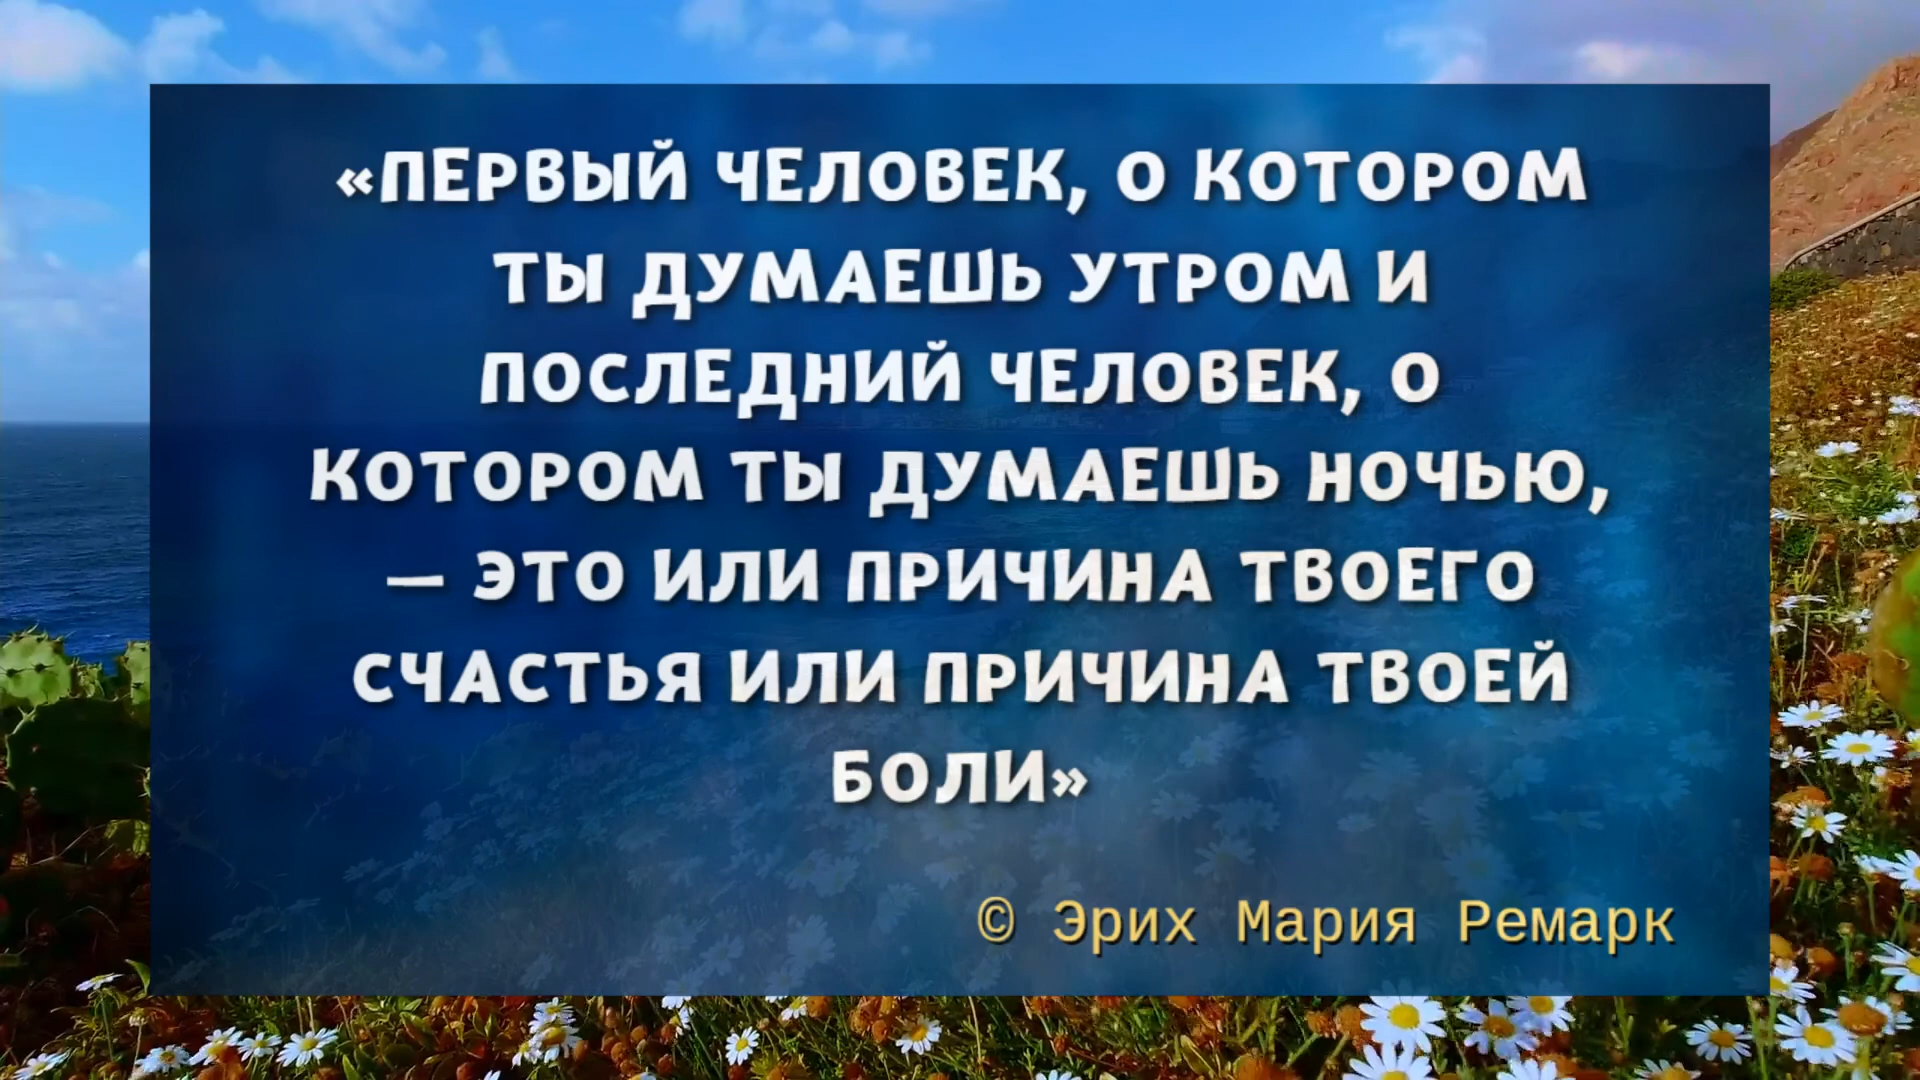 «ПЕРВЫЙ ЧЕЛОВЕК, О КОТОРОМ
ТЫ ДУМАЕШЬ УТРОМ И
ПОСЛЕДНИЙ ЧЕЛОВЕК, О
КОТОРОМ ТЫ ДУМАЕШЬ НОЧЬЮ,
— ЭТО ИЛИ ПРИЧИНА ТВОЕГО
СЧАСТЬЯ ИЛИ ПРИЧИНА ТВОЕЙ
БОЛИ»
© Эрих Мария Ремарк